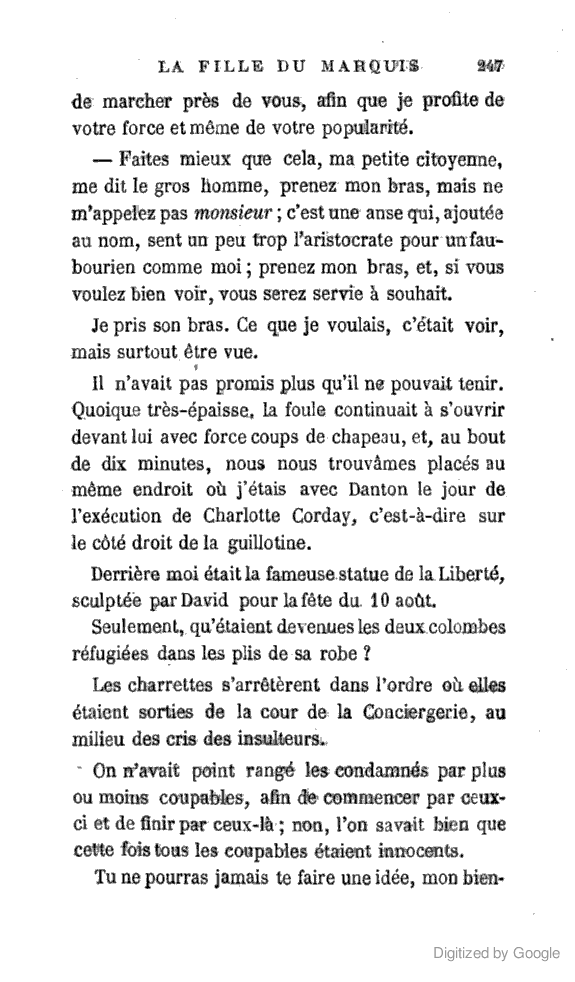 LA FILLE DU MARQUIS 247
de marcher près de vous, afin que je profite de
votre force et même de votre popularité.
— Faites mieux que cela, ma petite citoyenne,
me dit le gros homme, prenez mon bras, mais ne
m'appelez pas monsieur ; c'est une anse qui, ajoutée
au nom, sent un peu trop l'aristocrate pour un fau-
bourien comme moi ; prenez mon bras, et, si vous
voulez bien voir, vous serez servie à souhait.
Je pris son bras. Ce que je voulais, c'était voir,
mais surtout être vue.
Il n'avait pas promis plus qu'il ne pouvait tenir.
Quoique très-épaisse, la foule continuait à s'ouvrir
devant lui avec force coups de chapeau, et, au bout
de dix minutes, nous nous trouvâmes placés au
même endroit où j'étais avec Danton le jour de
l'exécution de Charlotte Corday, c'est-à-dire sur
le côté droit de la guillotine.
Derrière moi était la fameuse statue de la Liberté,
sculptée par David pour la fête du 10 août.
Seulement, qu'étaient devenues les deux colombes
réfugiées dans les plis de sa robe ?
Les charrettes s'arrêtèrent dans l'ordre où elles
étaient sorties de la cour de la Conciergerie, au
milieu des cris des insulteurs.
On n'avait point rangé les condamnés par plus
ou moins coupables, afin de commencer par ceux-
ci et de finir par ceux-là ; non, l'on savait bien que
cette fois tous les coupables étaient innocents.
Tu ne pourras jamais te faire une idée, mon bien-
Digitized by Google